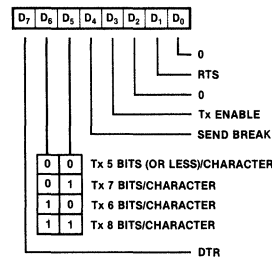 D7 D6 D5 D4 D3 D2 D1 D0
0
RTS
0
Tx ENABLE
SEND BREAK
0 0 Tx 5 BITS (OR LESS)/CHARACTER
0 1 Tx 7 BITS/CHARACTER
1 0 Tx 6 BITS/CHARACTER
1 1 Tx 8 BITS/CHARACTER
DTR